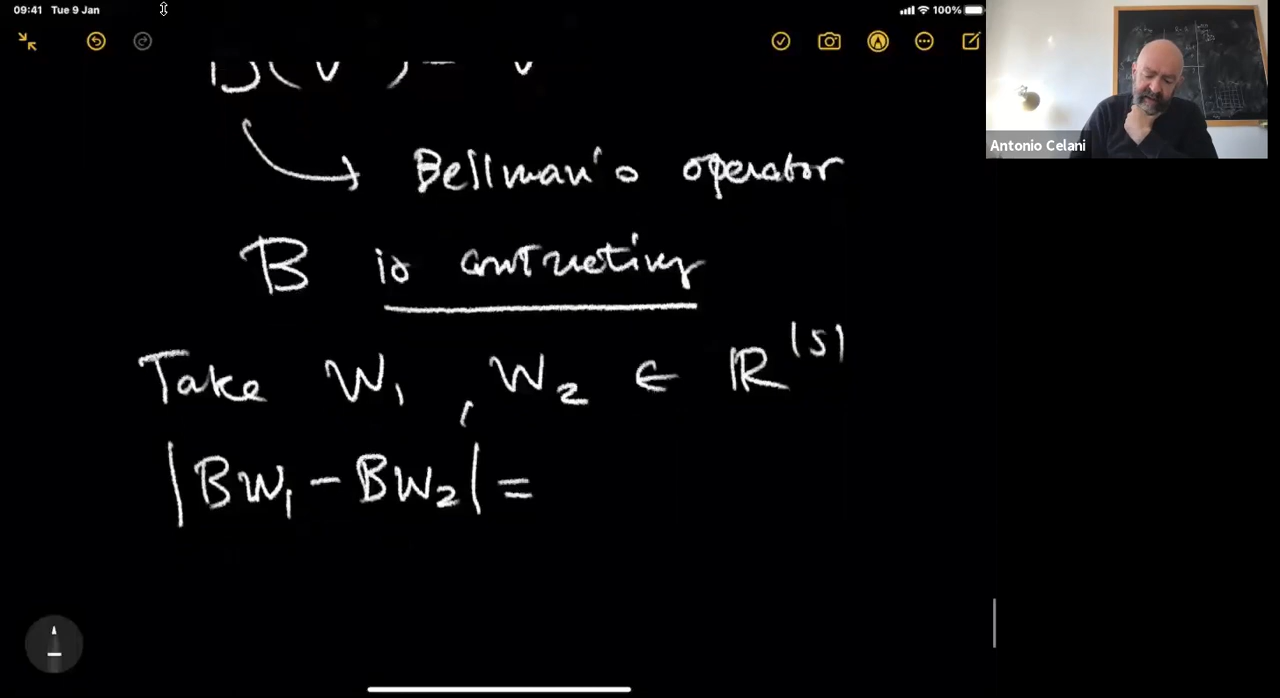 09:41 Tue 9 Jan
100%
B(V*) = V*
Bellman's operator
B is contracting
Take W₁, W₂ ∈ ℝ^|S|
|BW₁ − BW₂| =
Antonio Celani